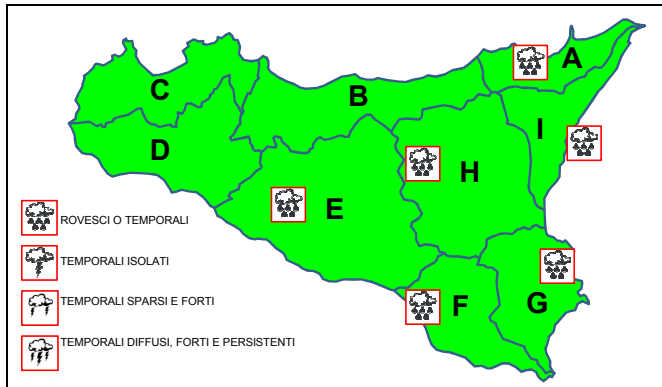 A
C
B
I
D
H
E
ROVESCI O TEMPORALI
TEMPORALI ISOLATI
F
G
TEMPORALI SPARSI E FORTI
TEMPORALI DIFFUSI, FORTI E PERSISTENTI